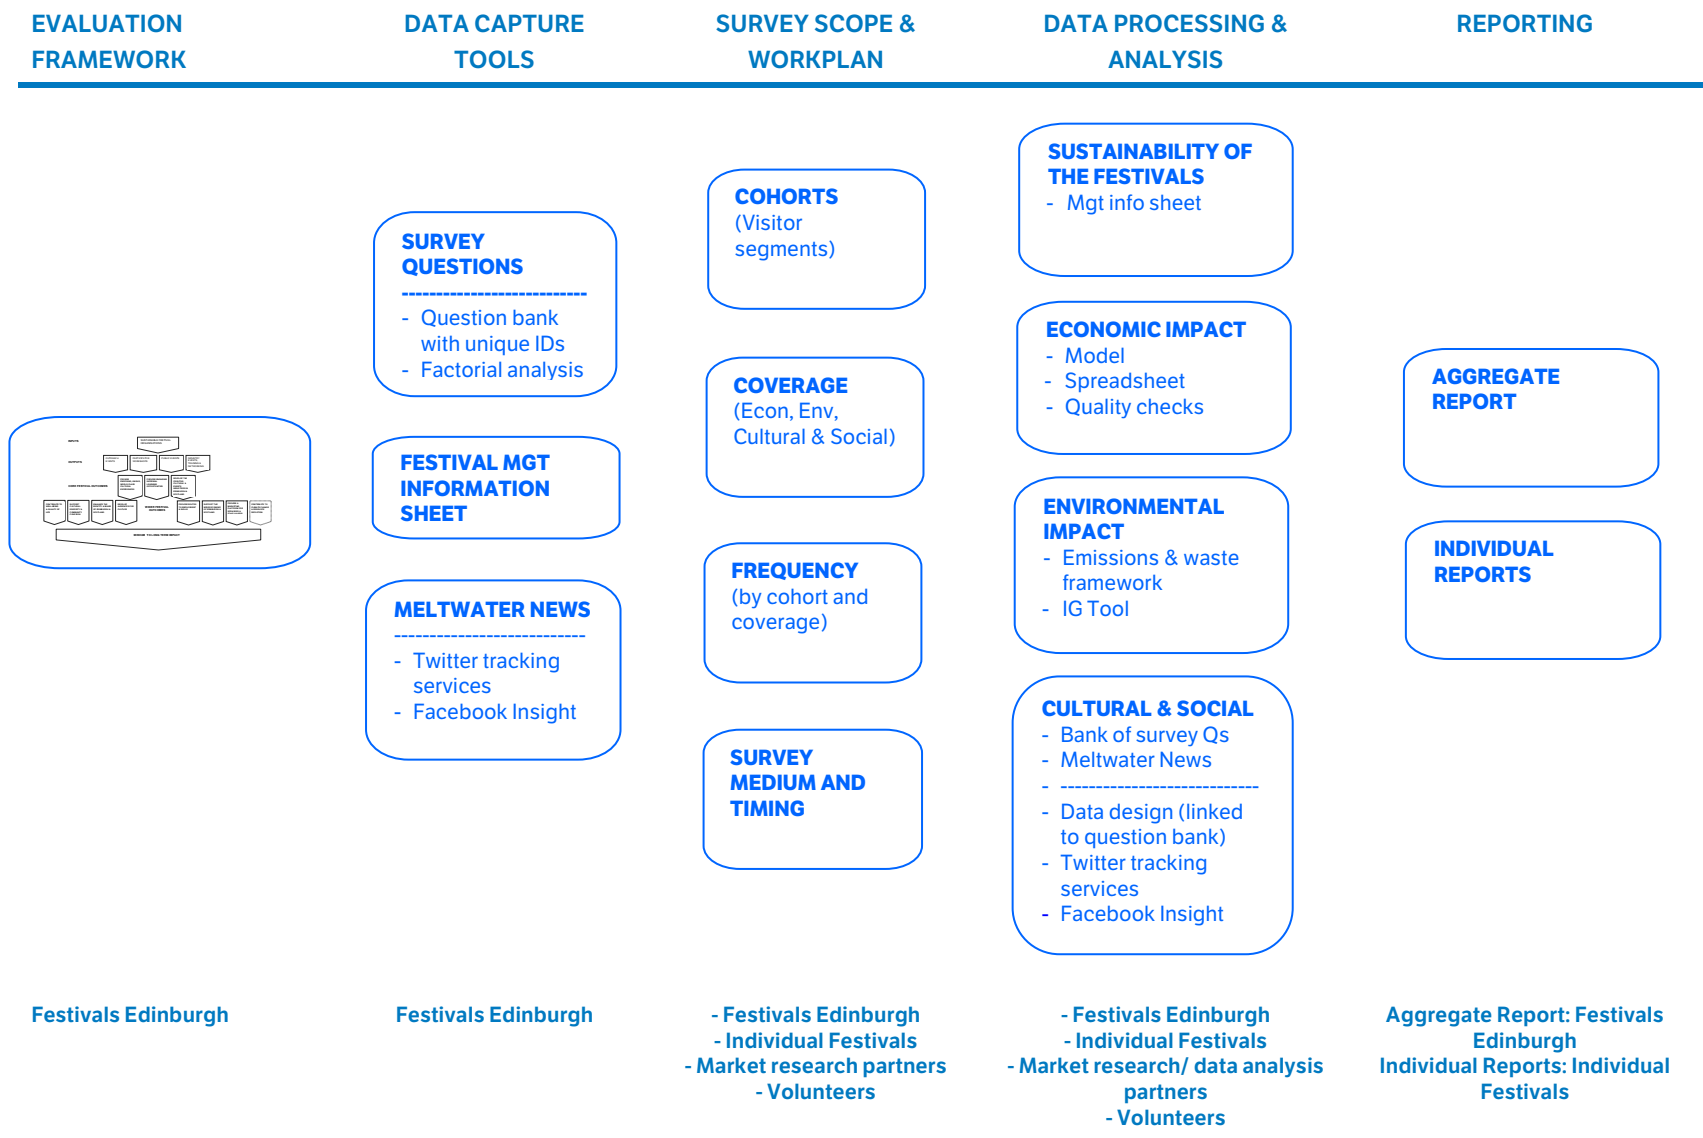 EVALUATION
FRAMEWORK
DATA CAPTURE
TOOLS
SURVEY SCOPE &
WORKPLAN
DATA PROCESSING &
ANALYSIS
REPORTING
SURVEY
QUESTIONS
---------------------------
- Question bank
with unique IDs
- Factorial analysis
FESTIVAL MGT
INFORMATION
SHEET
MELTWATER NEWS
---------------------------
- Twitter tracking
services
- Facebook Insight
COHORTS
(Visitor
segments)
COVERAGE
(Econ, Env,
Cultural & Social)
FREQUENCY
(by cohort and
coverage)
SURVEY
MEDIUM AND
TIMING
SUSTAINABILITY OF
THE FESTIVALS
- Mgt info sheet
ECONOMIC IMPACT
- Model
- Spreadsheet
- Quality checks
ENVIRONMENTAL
IMPACT
- Emissions & waste
framework
- IG Tool
CULTURAL & SOCIAL
- Bank of survey Qs
- Meltwater News
- ----------------------------
- Data design (linked
to question bank)
- Twitter tracking
services
- Facebook Insight
AGGREGATE
REPORT
INDIVIDUAL
REPORTS
Festivals Edinburgh
Festivals Edinburgh
- Festivals Edinburgh
- Individual Festivals
- Market research partners
- Volunteers
- Festivals Edinburgh
- Individual Festivals
- Market research/ data analysis
partners
- Volunteers
Aggregate Report: Festivals
Edinburgh
Individual Reports: Individual
Festivals